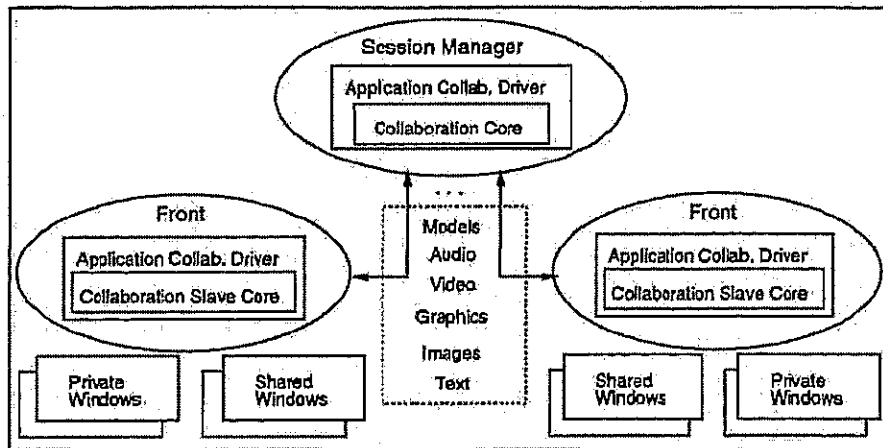 Session Manager
Application Collab. Driver
Collaboration Core
...
Front
Application Collab. Driver
Collaboration Slave Core
Models
Audio
Video
Graphics
Images
Text
Front
Application Collab. Driver
Collaboration Slave Core
Private
Windows
Shared
Windows
Shared
Windows
Private
Windows